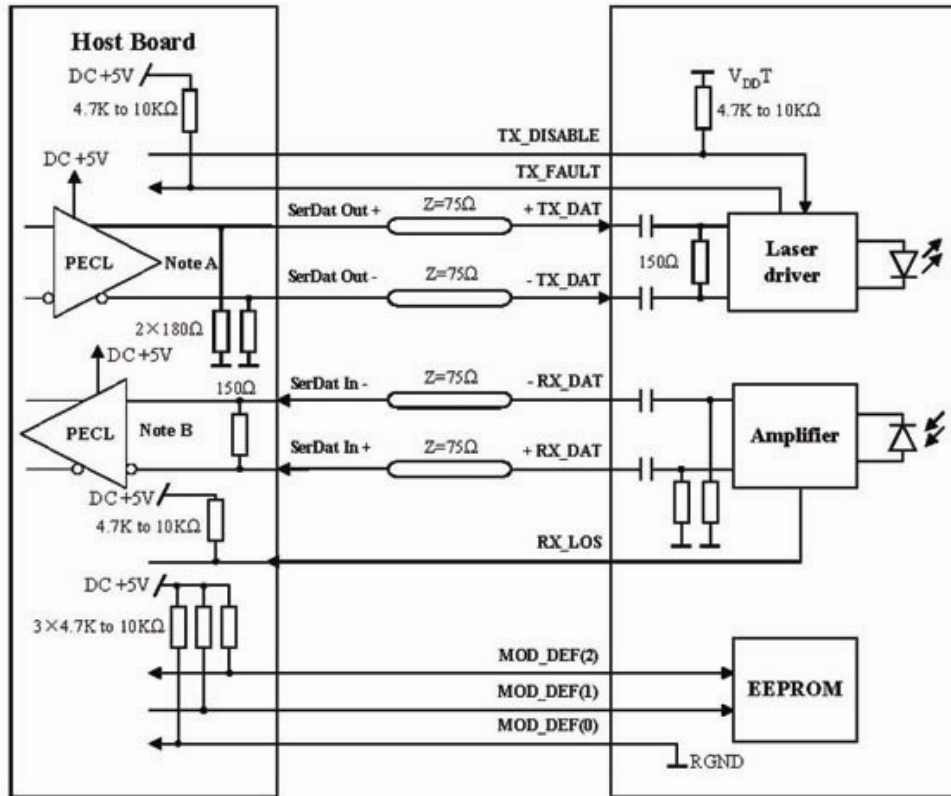 Host Board
DC +5V
4.7K to 10KΩ
V_DD T
4.7K to 10KΩ
TX_DISABLE
TX_FAULT
DC +5V
SerDat Out +
Z=75Ω
+ TX_DAT
PECL
Note A
150Ω
Laser
driver
SerDat Out -
Z=75Ω
- TX_DAT
2×180Ω
DC +5V
150Ω
SerDat In -
Z=75Ω
- RX_DAT
PECL
Note B
Amplifier
SerDat In +
Z=75Ω
+ RX_DAT
DC +5V
4.7K to 10KΩ
RX_LOS
DC +5V
3×4.7K to 10KΩ
MOD_DEF(2)
MOD_DEF(1)
EEPROM
MOD_DEF(0)
RGND